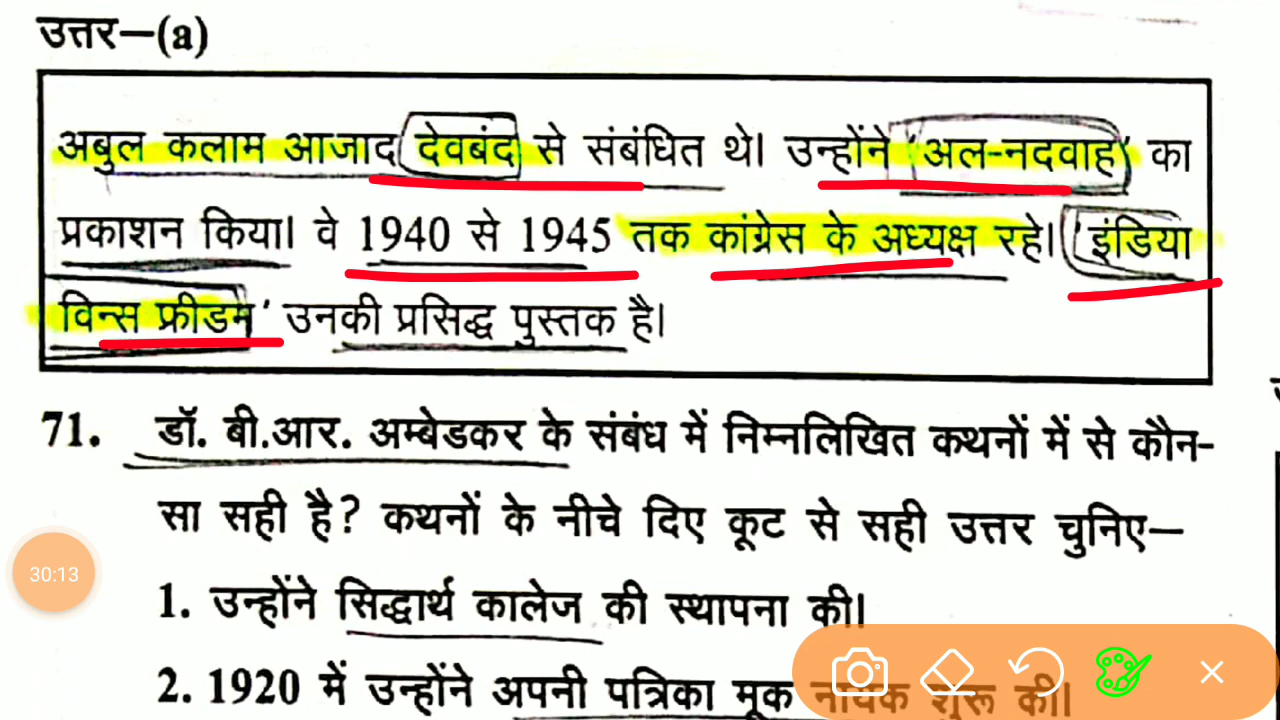 उत्तर—(a)
अबुल कलाम आजाद देवबंद से संबंधित थे। उन्होंने 'अल-नदवाह' का
प्रकाशन किया। वे 1940 से 1945 तक कांग्रेस के अध्यक्ष रहे। 'इंडिया
विन्स फ्रीडम' उनकी प्रसिद्ध पुस्तक है।
71. डॉ. बी.आर. अम्बेडकर के संबंध में निम्नलिखित कथनों में से कौन-
सा सही है? कथनों के नीचे दिए कूट से सही उत्तर चुनिए—
1. उन्होंने सिद्धार्थ कालेज की स्थापना की।
30:13
2. 1920 में उन्होंने अपनी पत्रिका मूक नायक शुरू की।